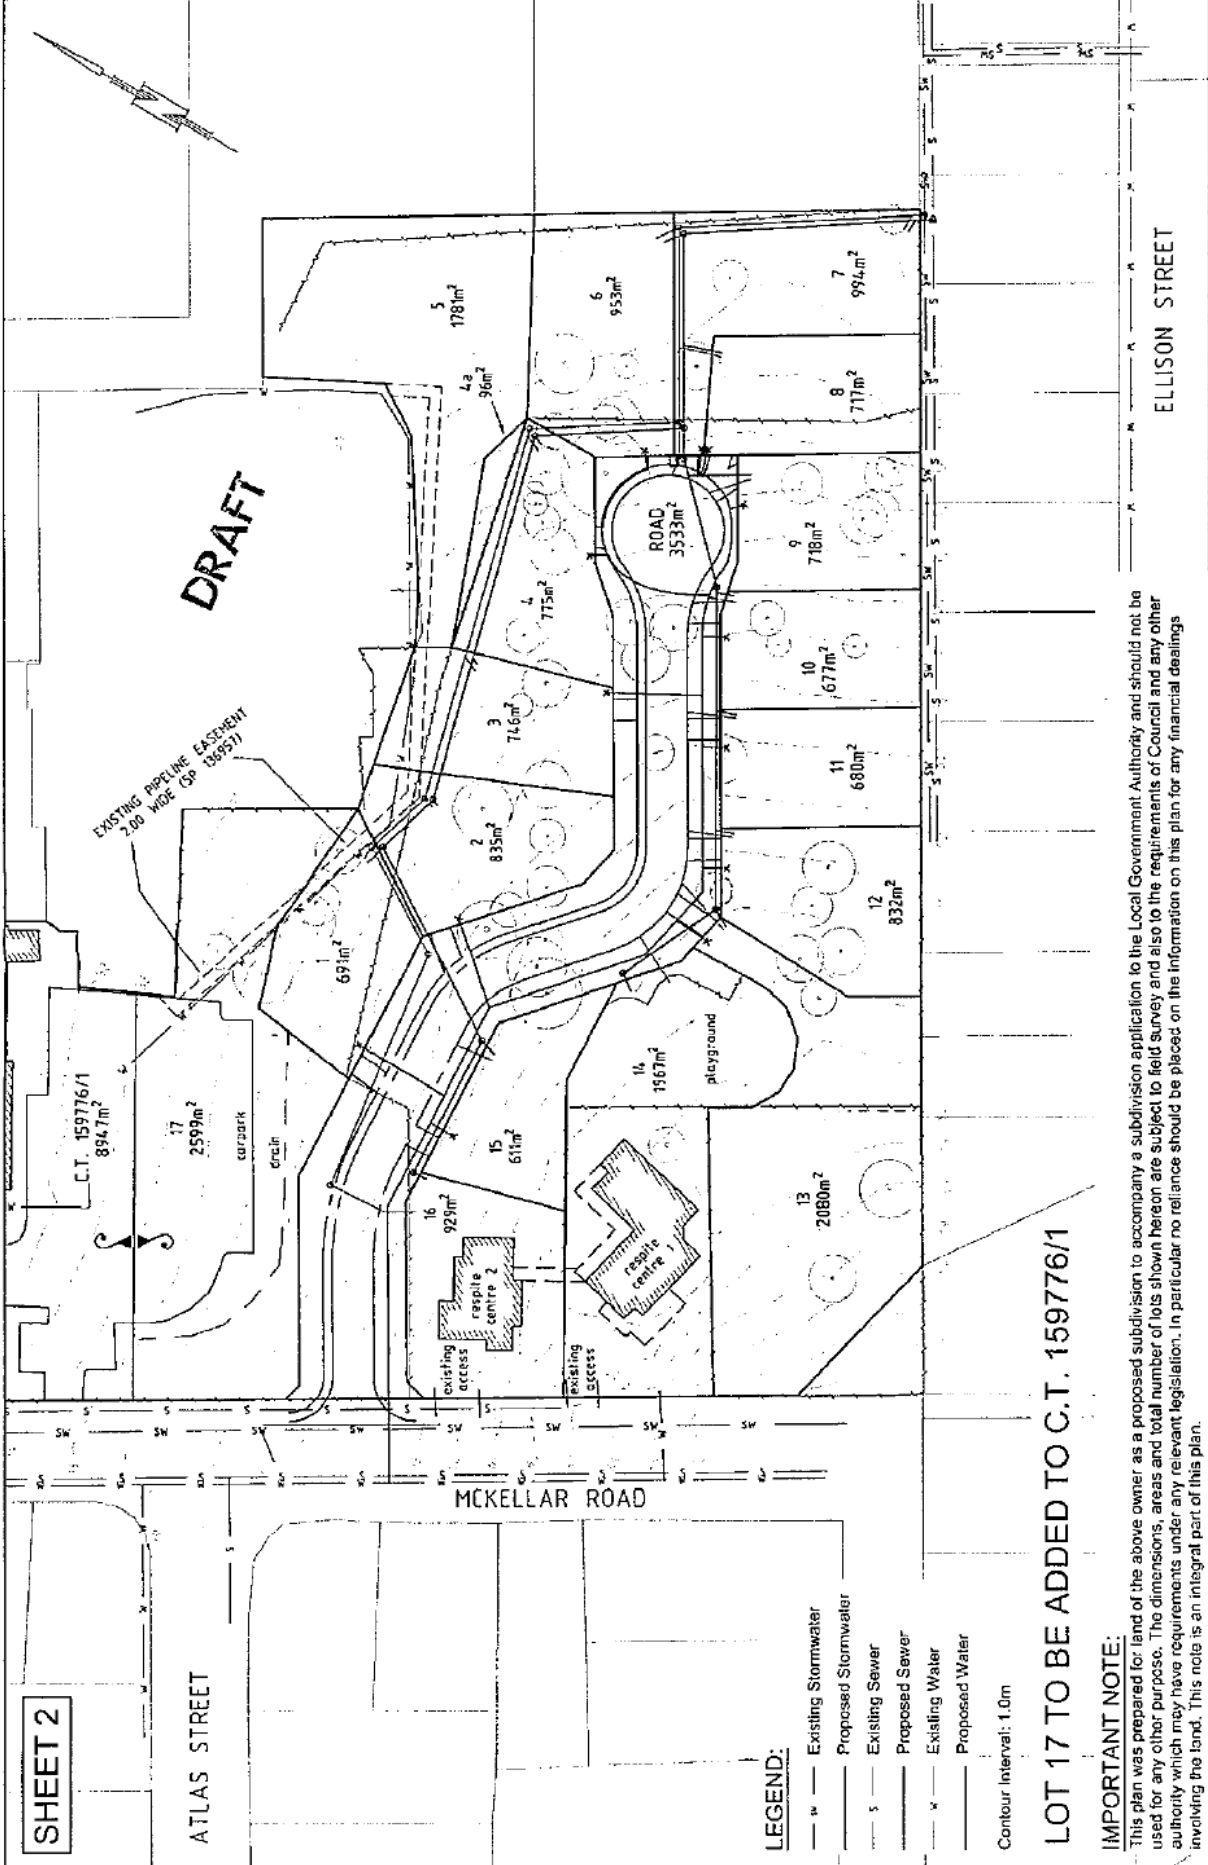 SHEET 2
ATLAS STREET
MCKELLAR ROAD
ELLISON STREET
DRAFT
EXISTING PIPELINE EASEMENT
2.00 WIDE (SP 136957)
C.T. 159776/1
8947m²
17
2599m²
carpark
drain
1
691m²
2
835m²
3
746m²
4
775m²
4a
96m²
5
1781m²
6
953m²
7
994m²
8
717m²
9
718m²
10
677m²
11
680m²
12
832m²
13
2080m²
14
1967m²
playground
15
611m²
16
929m²
ROAD
3533m²
respite
centre 2
respite
centre 1
existing
access
existing
access
LEGEND:
SW Existing Stormwater
Proposed Stormwater
S Existing Sewer
Proposed Sewer
W Existing Water
Proposed Water
Contour Interval: 1.0m
LOT 17 TO BE ADDED TO C.T. 159776/1
IMPORTANT NOTE:
This plan was prepared for land of the above owner as a proposed subdivision to accompany a subdivision application to the Local Government Authority and should not be
used for any other purpose. The dimensions, areas and total number of lots shown hereon are subject to field survey and also to the requirements of Council and any other
authority which may have requirements under any relevant legislation. In particular no reliance should be placed on the information on this plan for any financial dealings
involving the land. This note is an integral part of this plan.